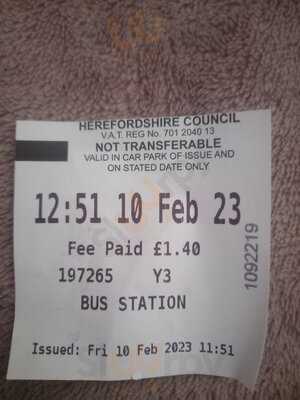 HEREFORDSHIRE COUNCIL
V.A.T. REG No. 701 2040 13
NOT TRANSFERABLE
VALID IN CAR PARK OF ISSUE AND
ON STATED DATE ONLY
12:51 10 Feb 23
Fee Paid £1.40
197265 Y3
BUS STATION
Issued: Fri 10 Feb 2023 11:51
1092219